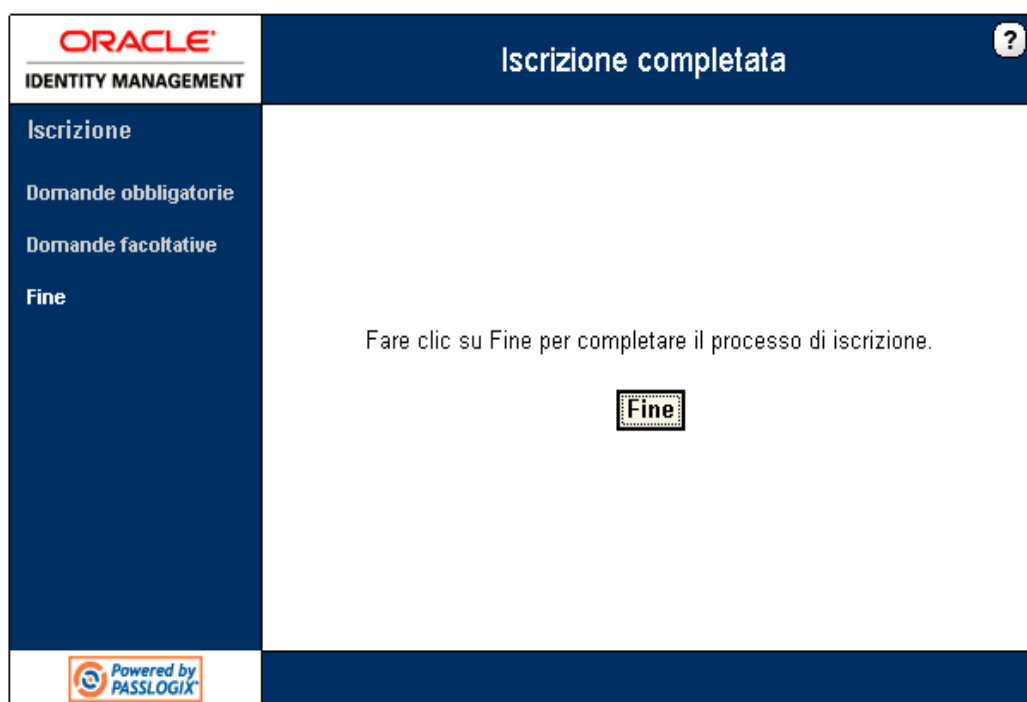 ORACLE
IDENTITY MANAGEMENT
Iscrizione completata
?
Iscrizione
Domande obbligatorie
Domande facoltative
Fine
Fare clic su Fine per completare il processo di iscrizione.
Fine
Powered by
PASSLOGIX